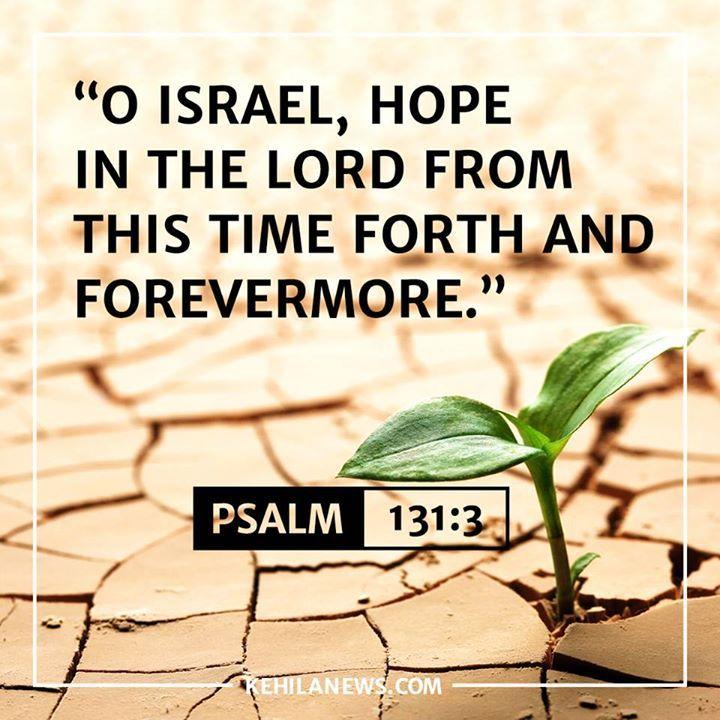 “O ISRAEL, HOPE
IN THE LORD FROM
THIS TIME FORTH AND
FOREVERMORE.”
PSALM 131:3
KEHILANEWS.COM